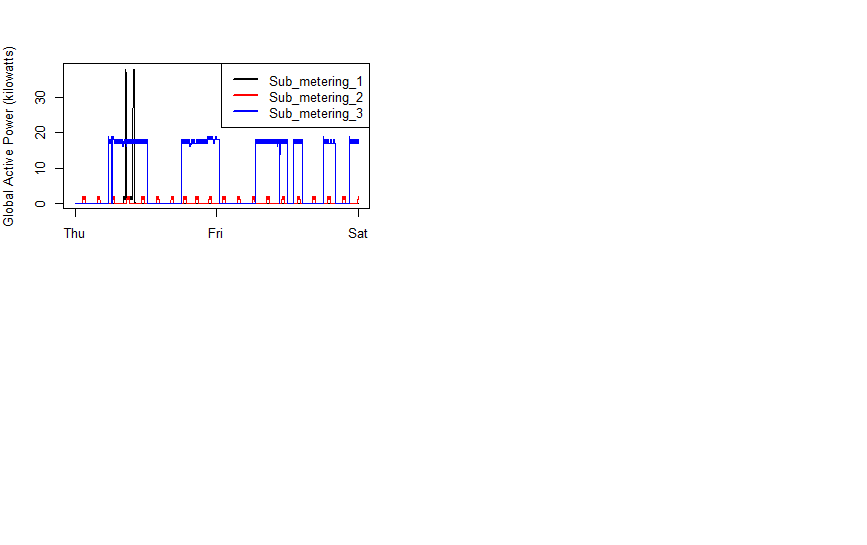 Global Active Power (kilowatts)
30
20
10
0
Sub_metering_1
Sub_metering_2
Sub_metering_3
Thu
Fri
Sat